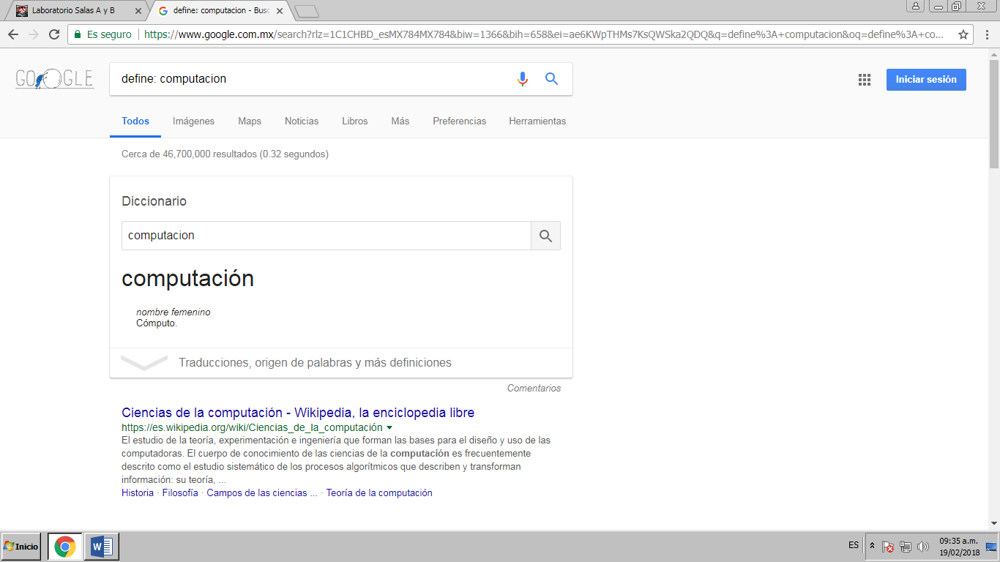 Laboratorio Salas A y B
define: computacion - Busc
Es seguro
https://www.google.com.mx/search?rlz=1C1CHBD_esMX784MX784&biw=1366&bih=658&ei=ae6KWpTHMs7KsQWSka2QDQ&q=define%3A+computacion&oq=define%3A+co...
GOOGLE
define: computacion
Iniciar sesión
Todos Imágenes Maps Noticias Libros Más Preferencias Herramientas
Cerca de 46,700,000 resultados (0.32 segundos)
Diccionario
computacion
computación
nombre femenino
Cómputo.
Traducciones, origen de palabras y más definiciones
Comentarios
Ciencias de la computación - Wikipedia, la enciclopedia libre
https://es.wikipedia.org/wiki/Ciencias_de_la_computación
El estudio de la teoría, experimentación e ingeniería que forman las bases para el diseño y uso de las
computadoras. El cuerpo de conocimiento de las ciencias de la computación es frecuentemente
descrito como el estudio sistemático de los procesos algorítmicos que describen y transforman
información: su teoría, ...
Historia · Filosofía · Campos de las ciencias ... · Teoría de la computación
Inicio
W
ES
09:35 a.m.
19/02/2018